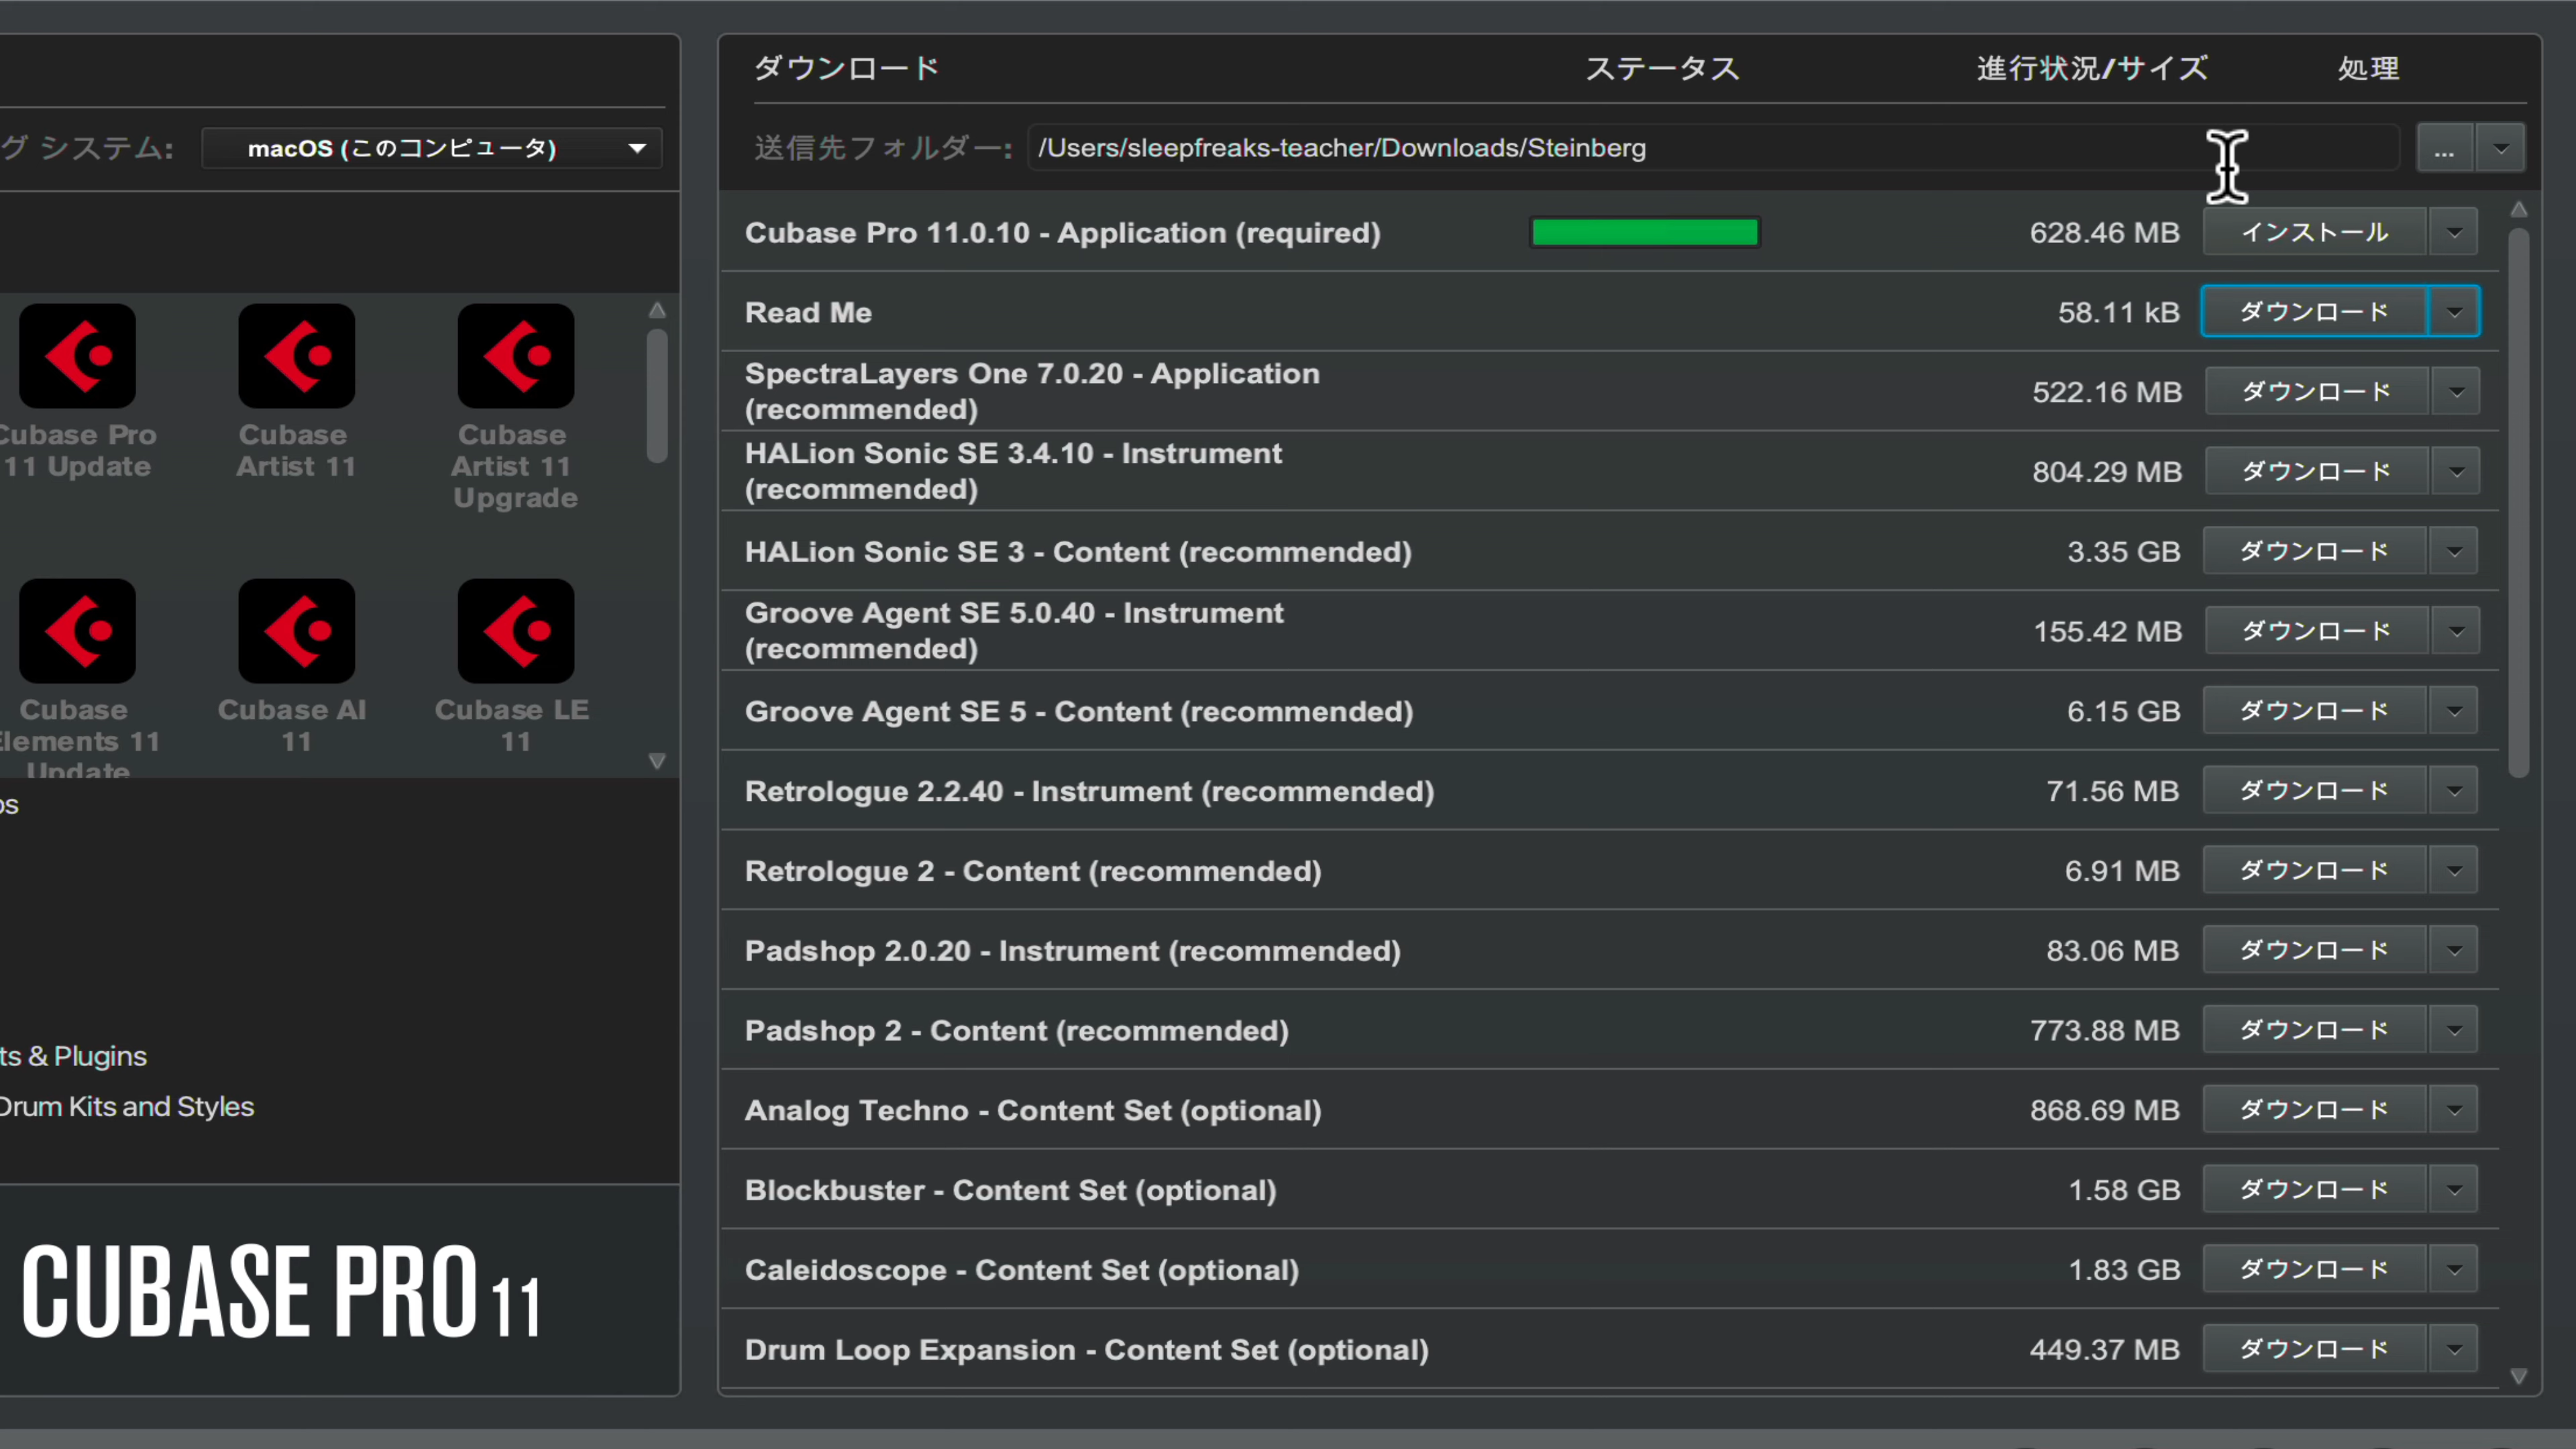 グ システム:
macOS (このコンピュータ)
Cubase Pro
11 Update
Cubase
Artist 11
Cubase
Artist 11
Upgrade
Cubase
Elements 11
Update
Cubase AI
11
Cubase LE
11
ts & Plugins
Drum Kits and Styles
CUBASE PRO 11
ダウンロード ステータス 進行状況/サイズ 処理
送信先フォルダー: /Users/sleepfreaks-teacher/Downloads/Steinberg ...
Cubase Pro 11.0.10 - Application (required) 628.46 MB インストール
Read Me 58.11 kB ダウンロード
SpectraLayers One 7.0.20 - Application
(recommended) 522.16 MB ダウンロード
HALion Sonic SE 3.4.10 - Instrument
(recommended) 804.29 MB ダウンロード
HALion Sonic SE 3 - Content (recommended) 3.35 GB ダウンロード
Groove Agent SE 5.0.40 - Instrument
(recommended) 155.42 MB ダウンロード
Groove Agent SE 5 - Content (recommended) 6.15 GB ダウンロード
Retrologue 2.2.40 - Instrument (recommended) 71.56 MB ダウンロード
Retrologue 2 - Content (recommended) 6.91 MB ダウンロード
Padshop 2.0.20 - Instrument (recommended) 83.06 MB ダウンロード
Padshop 2 - Content (recommended) 773.88 MB ダウンロード
Analog Techno - Content Set (optional) 868.69 MB ダウンロード
Blockbuster - Content Set (optional) 1.58 GB ダウンロード
Caleidoscope - Content Set (optional) 1.83 GB ダウンロード
Drum Loop Expansion - Content Set (optional) 449.37 MB ダウンロード